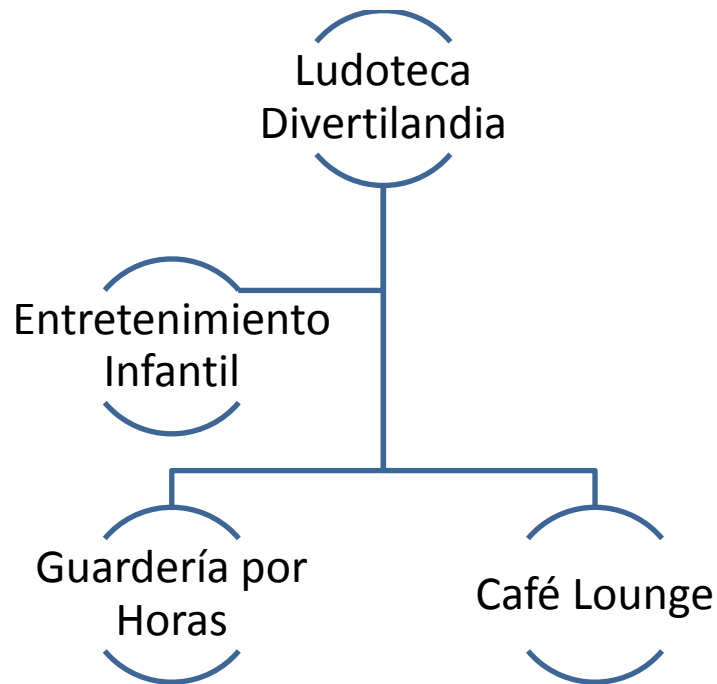 Ludoteca
Divertilandia
Entretenimiento
Infantil
Guardería por
Horas
Café Lounge